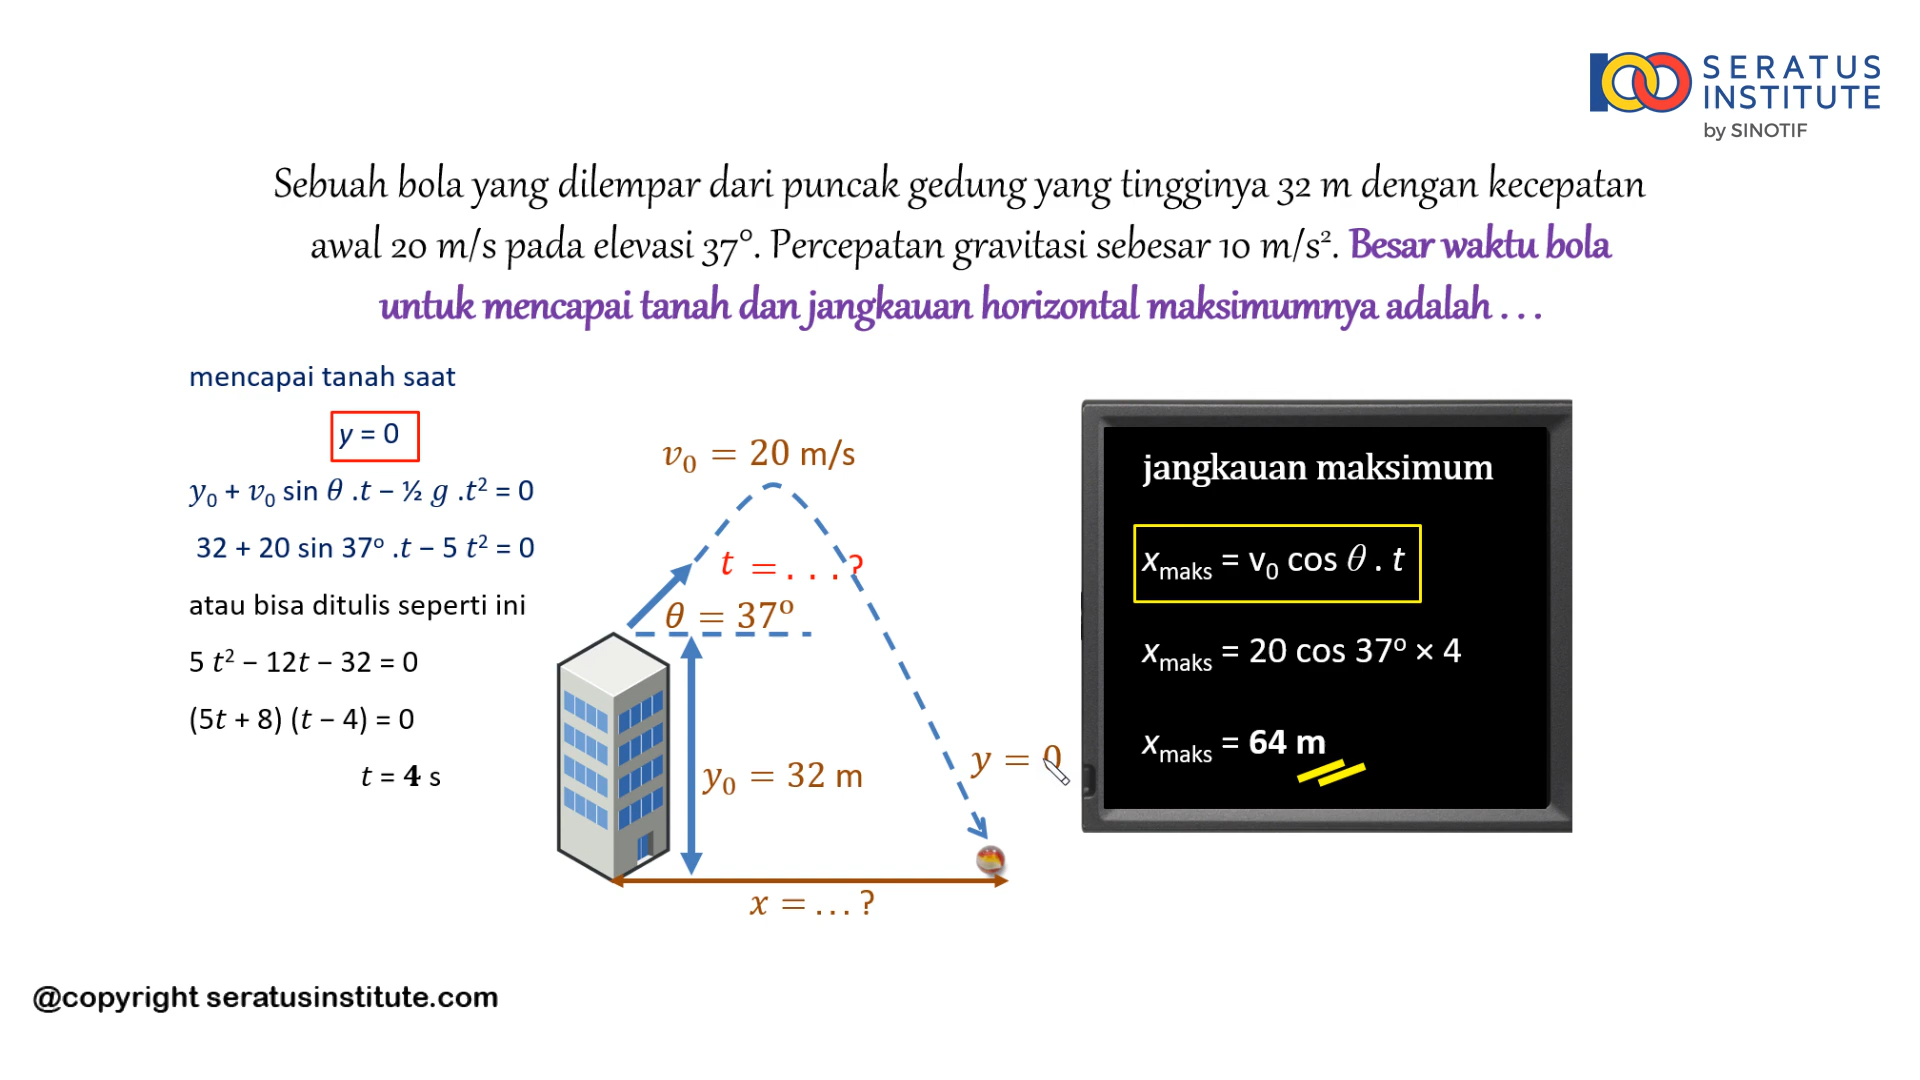 SERATUS
INSTITUTE
by SINOTIF
Sebuah bola yang dilempar dari puncak gedung yang tingginya 32 m dengan kecepatan
awal 20 m/s pada elevasi 37°. Percepatan gravitasi sebesar 10 m/s². Besar waktu bola
untuk mencapai tanah dan jangkauan horizontal maksimumnya adalah . . .
mencapai tanah saat
y = 0
y₀ + v₀ sin θ .t − ½ g .t² = 0
32 + 20 sin 37° .t − 5 t² = 0
atau bisa ditulis seperti ini
5 t² − 12t − 32 = 0
(5t + 8) (t − 4) = 0
t = 4 s
v₀ = 20 m/s
t = . . . ?
θ = 37°
y₀ = 32 m
y = 0
x = . . . ?
jangkauan maksimum
xmaks = v₀ cos θ . t
xmaks = 20 cos 37° × 4
xmaks = 64 m
@copyright seratusinstitute.com